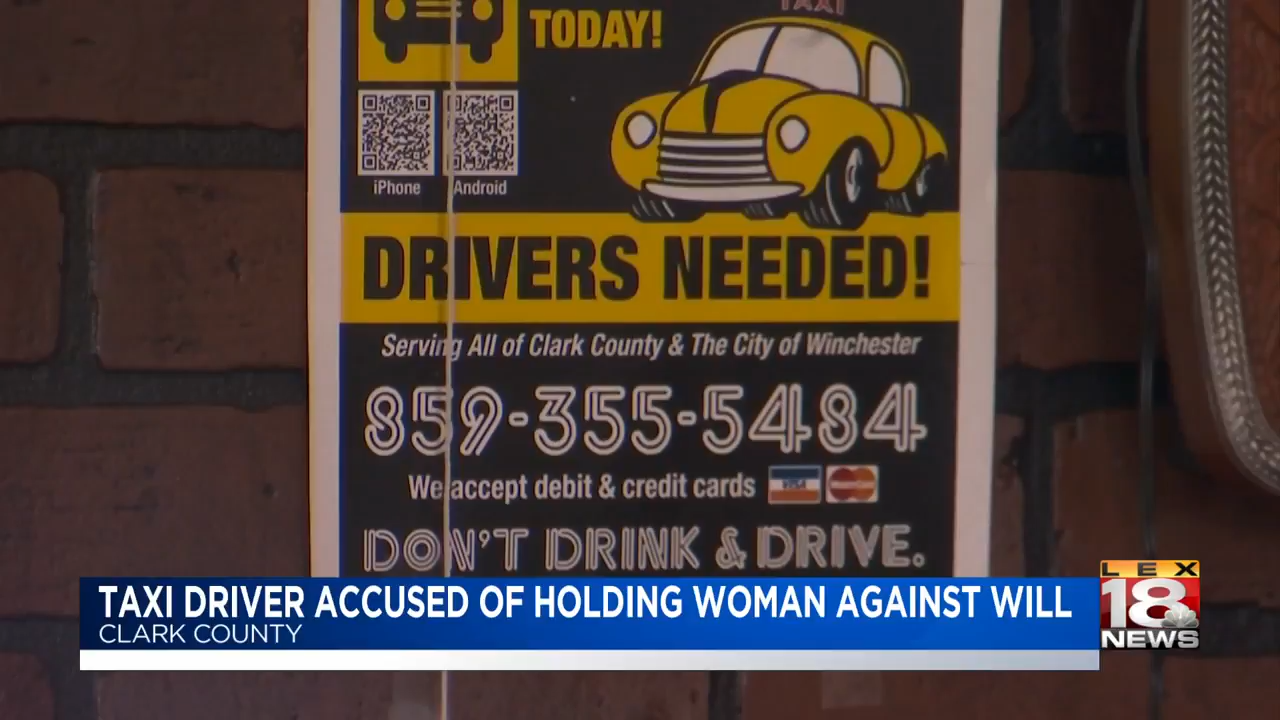 TAXI
TODAY!
iPhone Android
DRIVERS NEEDED!
Serving All of Clark County & The City of Winchester
859-355-5484
We accept debit & credit cards VISA
DON'T DRINK & DRIVE.
TAXI DRIVER ACCUSED OF HOLDING WOMAN AGAINST WILL
CLARK COUNTY
LEX
18
NEWS